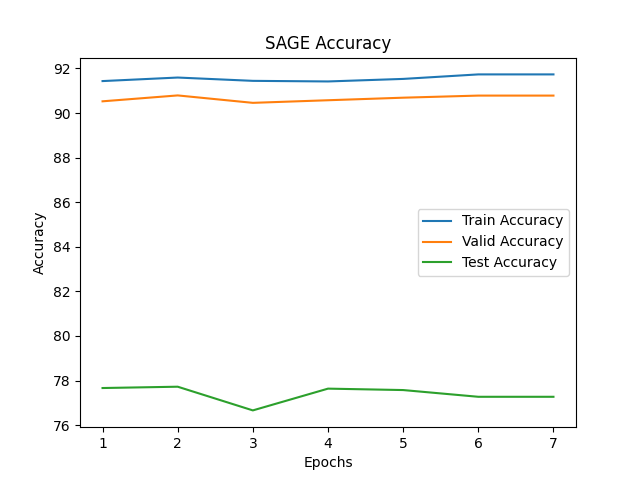 SAGE Accuracy
Accuracy
92
90
88
86
84
82
80
78
76
Train Accuracy
Valid Accuracy
Test Accuracy
1 2 3 4 5 6 7
Epochs